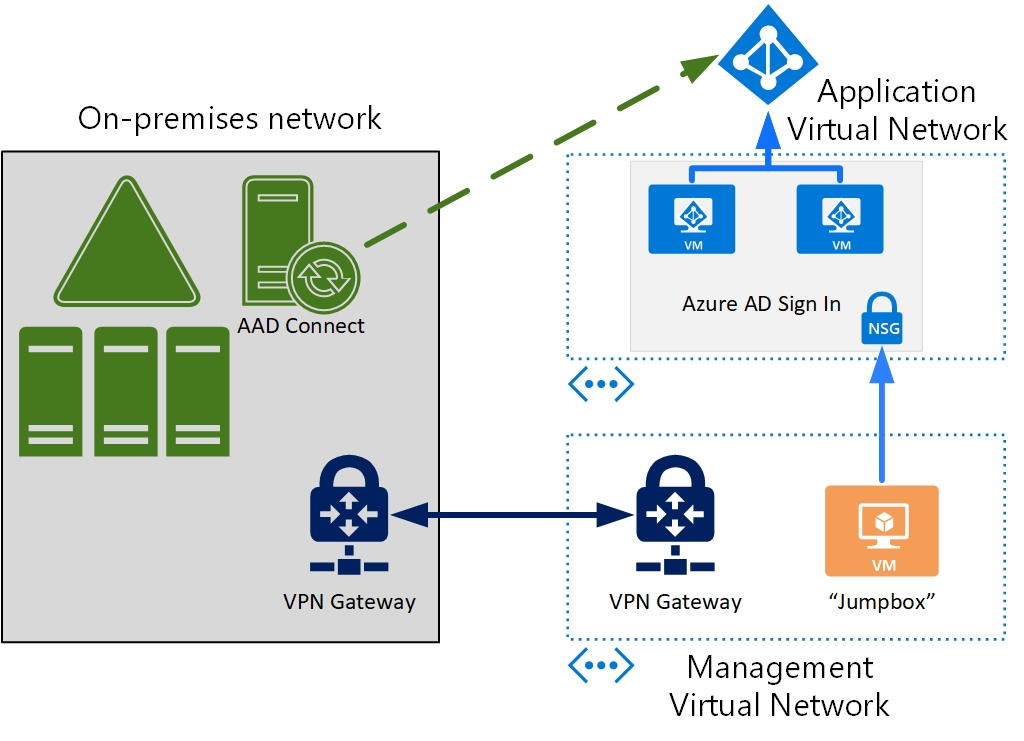 On-premises network
Application
Virtual Network
VM
VM
Azure AD Sign In
NSG
AAD Connect
VM
VPN Gateway
VPN Gateway
“Jumpbox”
Management
Virtual Network